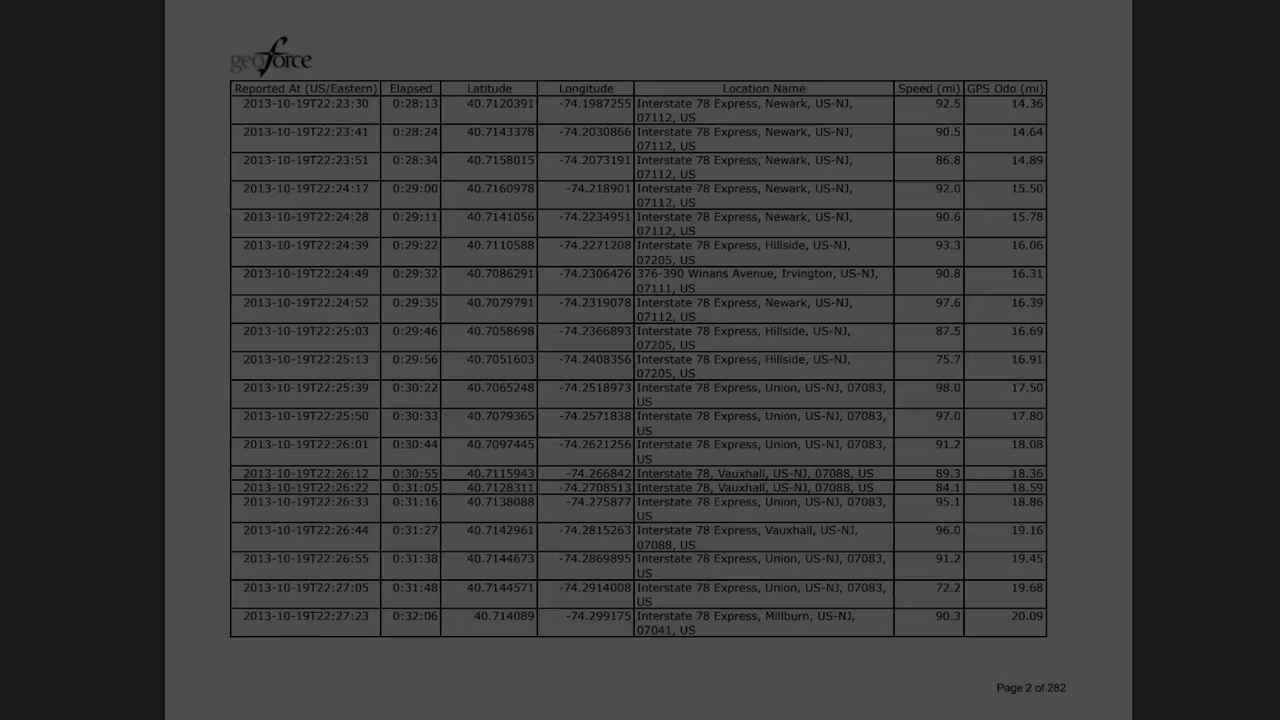 geoforce
Reported At (US/Eastern) Elapsed Latitude Longitude Location Name Speed (mi) GPS Odo (mi)
2013-10-19T22:23:30 0:28:13 40.7120391 -74.1987255 Interstate 78 Express, Newark, US-NJ, 92.5 14.36
07112, US
2013-10-19T22:23:41 0:28:24 40.7143378 -74.2030866 Interstate 78 Express, Newark, US-NJ, 90.5 14.64
07112, US
2013-10-19T22:23:51 0:28:34 40.7158015 -74.2073191 Interstate 78 Express, Newark, US-NJ, 86.8 14.89
07112, US
2013-10-19T22:24:17 0:29:00 40.7160978 -74.218901 Interstate 78 Express, Newark, US-NJ, 92.0 15.50
07112, US
2013-10-19T22:24:28 0:29:11 40.7141056 -74.2234951 Interstate 78 Express, Newark, US-NJ, 90.6 15.78
07112, US
2013-10-19T22:24:39 0:29:22 40.7110588 -74.2271208 Interstate 78 Express, Hillside, US-NJ, 93.3 16.06
07205, US
2013-10-19T22:24:49 0:29:32 40.7086291 -74.2306426 376-390 Winans Avenue, Irvington, US-NJ, 90.8 16.31
07111, US
2013-10-19T22:24:52 0:29:35 40.7079791 -74.2319078 Interstate 78 Express, Newark, US-NJ, 97.6 16.39
07112, US
2013-10-19T22:25:03 0:29:46 40.7058698 -74.2366893 Interstate 78 Express, Hillside, US-NJ, 87.5 16.69
07205, US
2013-10-19T22:25:13 0:29:56 40.7051603 -74.2408356 Interstate 78 Express, Hillside, US-NJ, 75.7 16.91
07205, US
2013-10-19T22:25:39 0:30:22 40.7065248 -74.2518973 Interstate 78 Express, Union, US-NJ, 07083, 98.0 17.50
US
2013-10-19T22:25:50 0:30:33 40.7079365 -74.2571838 Interstate 78 Express, Union, US-NJ, 07083, 97.0 17.80
US
2013-10-19T22:26:01 0:30:44 40.7097445 -74.2621256 Interstate 78 Express, Union, US-NJ, 07083, 91.2 18.08
US
2013-10-19T22:26:12 0:30:55 40.7115943 -74.266842 Interstate 78, Vauxhall, US-NJ, 07088, US 89.3 18.36
2013-10-19T22:26:22 0:31:05 40.7128311 -74.2708513 Interstate 78, Vauxhall, US-NJ, 07088, US 84.1 18.59
2013-10-19T22:26:33 0:31:16 40.7138088 -74.275877 Interstate 78 Express, Union, US-NJ, 07083, 95.1 18.86
US
2013-10-19T22:26:44 0:31:27 40.7142961 -74.2815263 Interstate 78 Express, Vauxhall, US-NJ, 96.0 19.16
07088, US
2013-10-19T22:26:55 0:31:38 40.7144673 -74.2869895 Interstate 78 Express, Union, US-NJ, 07083, 91.2 19.45
US
2013-10-19T22:27:05 0:31:48 40.7144571 -74.2914008 Interstate 78 Express, Union, US-NJ, 07083, 72.2 19.68
US
2013-10-19T22:27:23 0:32:06 40.714089 -74.299175 Interstate 78 Express, Millburn, US-NJ, 90.3 20.09
07041, US
Page 2 of 282